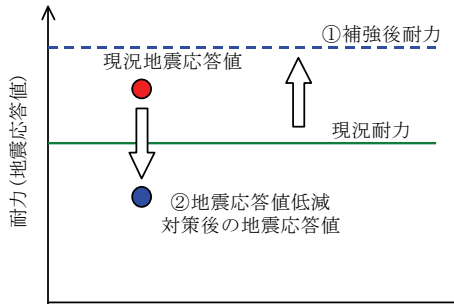 ①補強後耐力
現況地震応答値
現況耐力
②地震応答値低減
対策後の地震応答値
耐力(地震応答値)